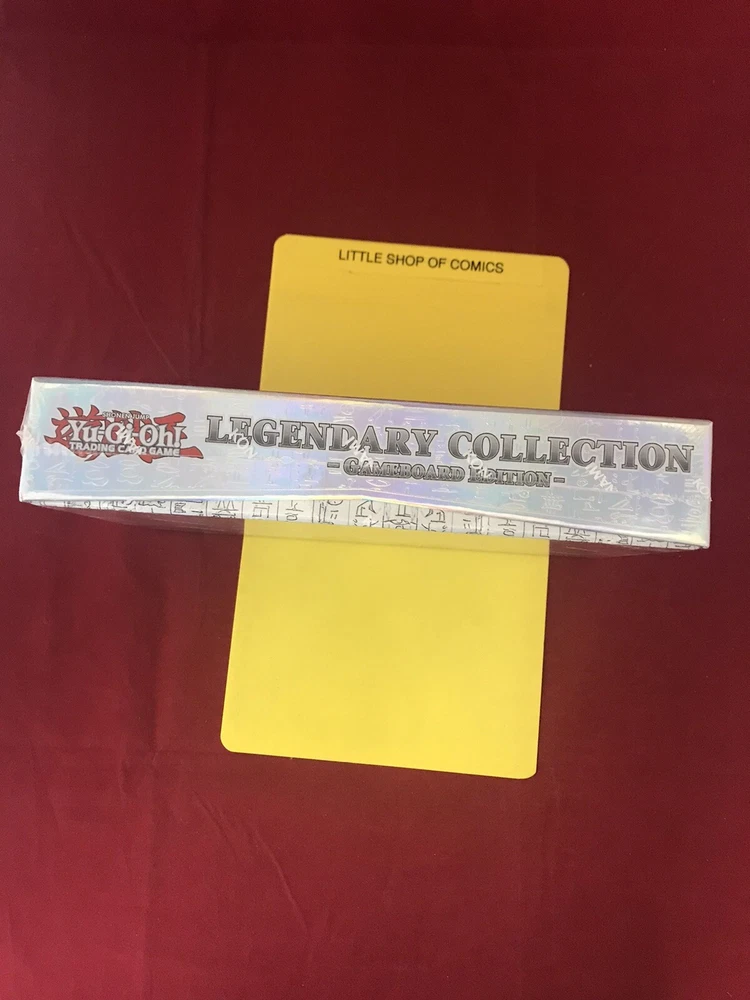 LITTLE SHOP OF COMICS
SHONEN JUMP
Yu-Gi-Oh!
TRADING CARD GAME
LEGENDARY COLLECTION
- GAMEBOARD EDITION -